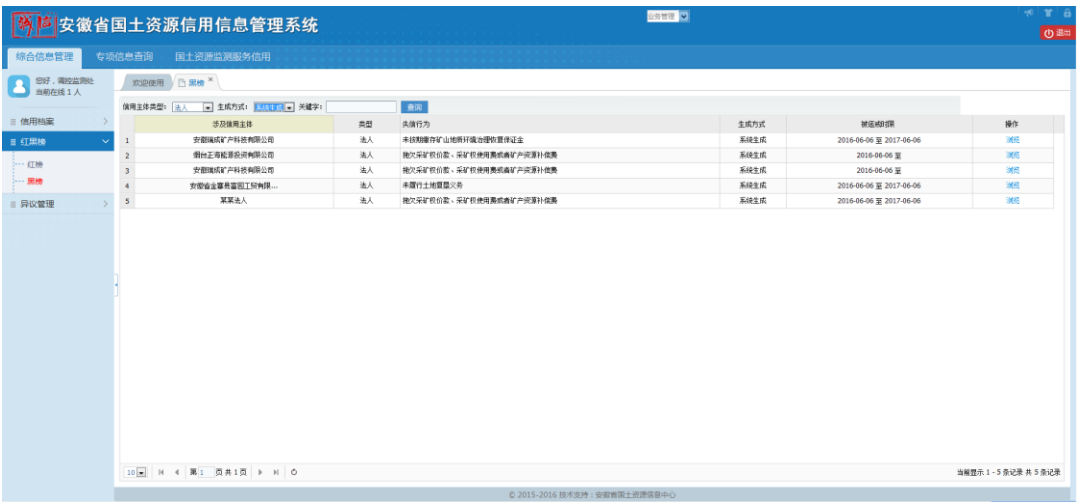 诚信 安徽省国土资源信用信息管理系统
业务管理
退出
综合信息管理 专项信息查询 国土资源监测服务信用
您好，调控监测处
当前在线 1 人
欢迎使用 黑榜 ×
信用主体类型： 法人 生成方式： 系统生成 关键字： 查询
信用档案
红黑榜
红榜
黑榜
异议管理
涉及信用主体 类型 失信行为 生成方式 被惩戒时限 操作
1 安徽瑞成矿产科技有限公司 法人 未按期缴存矿山地质环境治理恢复保证金 系统生成 2016-06-06 至 2017-06-06 浏览
2 烟台正海能源投资有限公司 法人 拖欠采矿权价款、采矿权使用费或者矿产资源补偿费 系统生成 2016-06-06 至 浏览
3 安徽瑞成矿产科技有限公司 法人 拖欠采矿权价款、采矿权使用费或者矿产资源补偿费 系统生成 2016-06-06 至 浏览
4 安徽省金寨县富园工贸有限... 法人 未履行土地复垦义务 系统生成 2016-06-06 至 2017-06-06 浏览
5 某某法人 法人 拖欠采矿权价款、采矿权使用费或者矿产资源补偿费 系统生成 2016-06-06 至 2017-06-06 浏览
10 第 1 页 共 1 页 当前显示 1 - 5 条记录 共 5 条记录
© 2015-2016 技术支持：安徽省国土资源信息中心